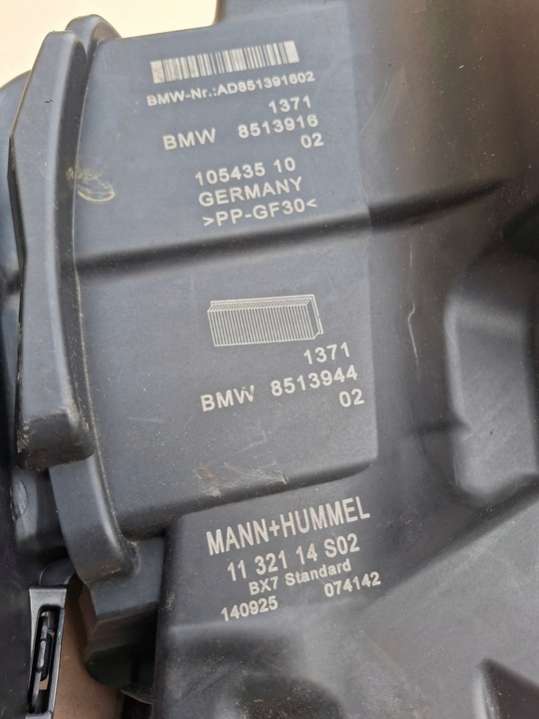 BMW-Nr.:AD851391602
1371
BMW 8513916
02
105435 10
GERMANY
>PP-GF30<
1371
BMW 8513944
02
MANN+HUMMEL
11 321 14 S02
BX7 Standard
140925 074142